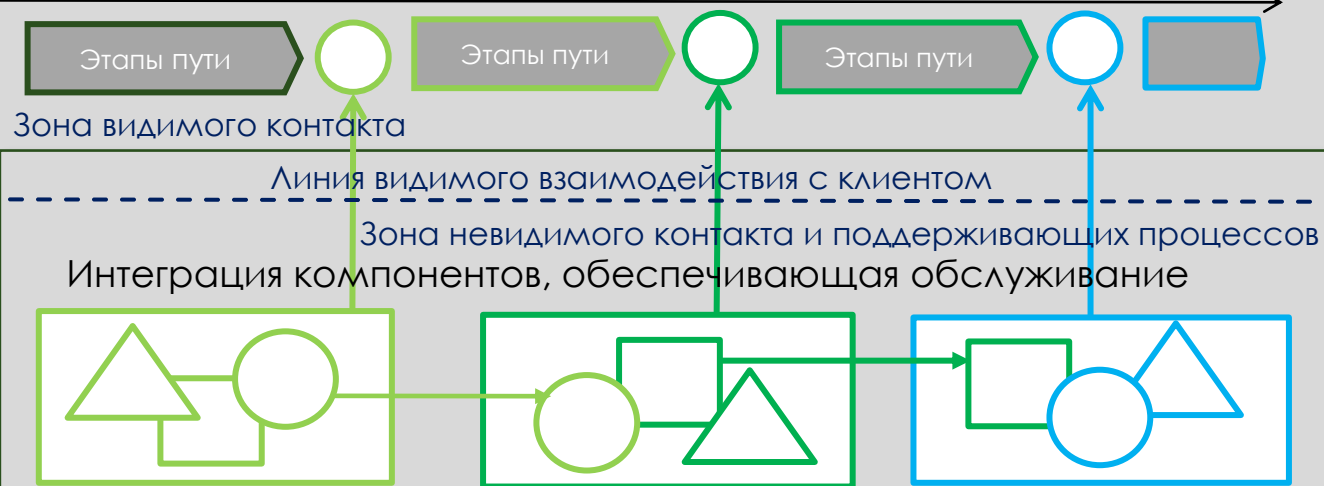 Этапы пути
Этапы пути
Этапы пути
Зона видимого контакта
Линия видимого взаимодействия с клиентом
Зона невидимого контакта и поддерживающих процессов
Интеграция компонентов, обеспечивающая обслуживание